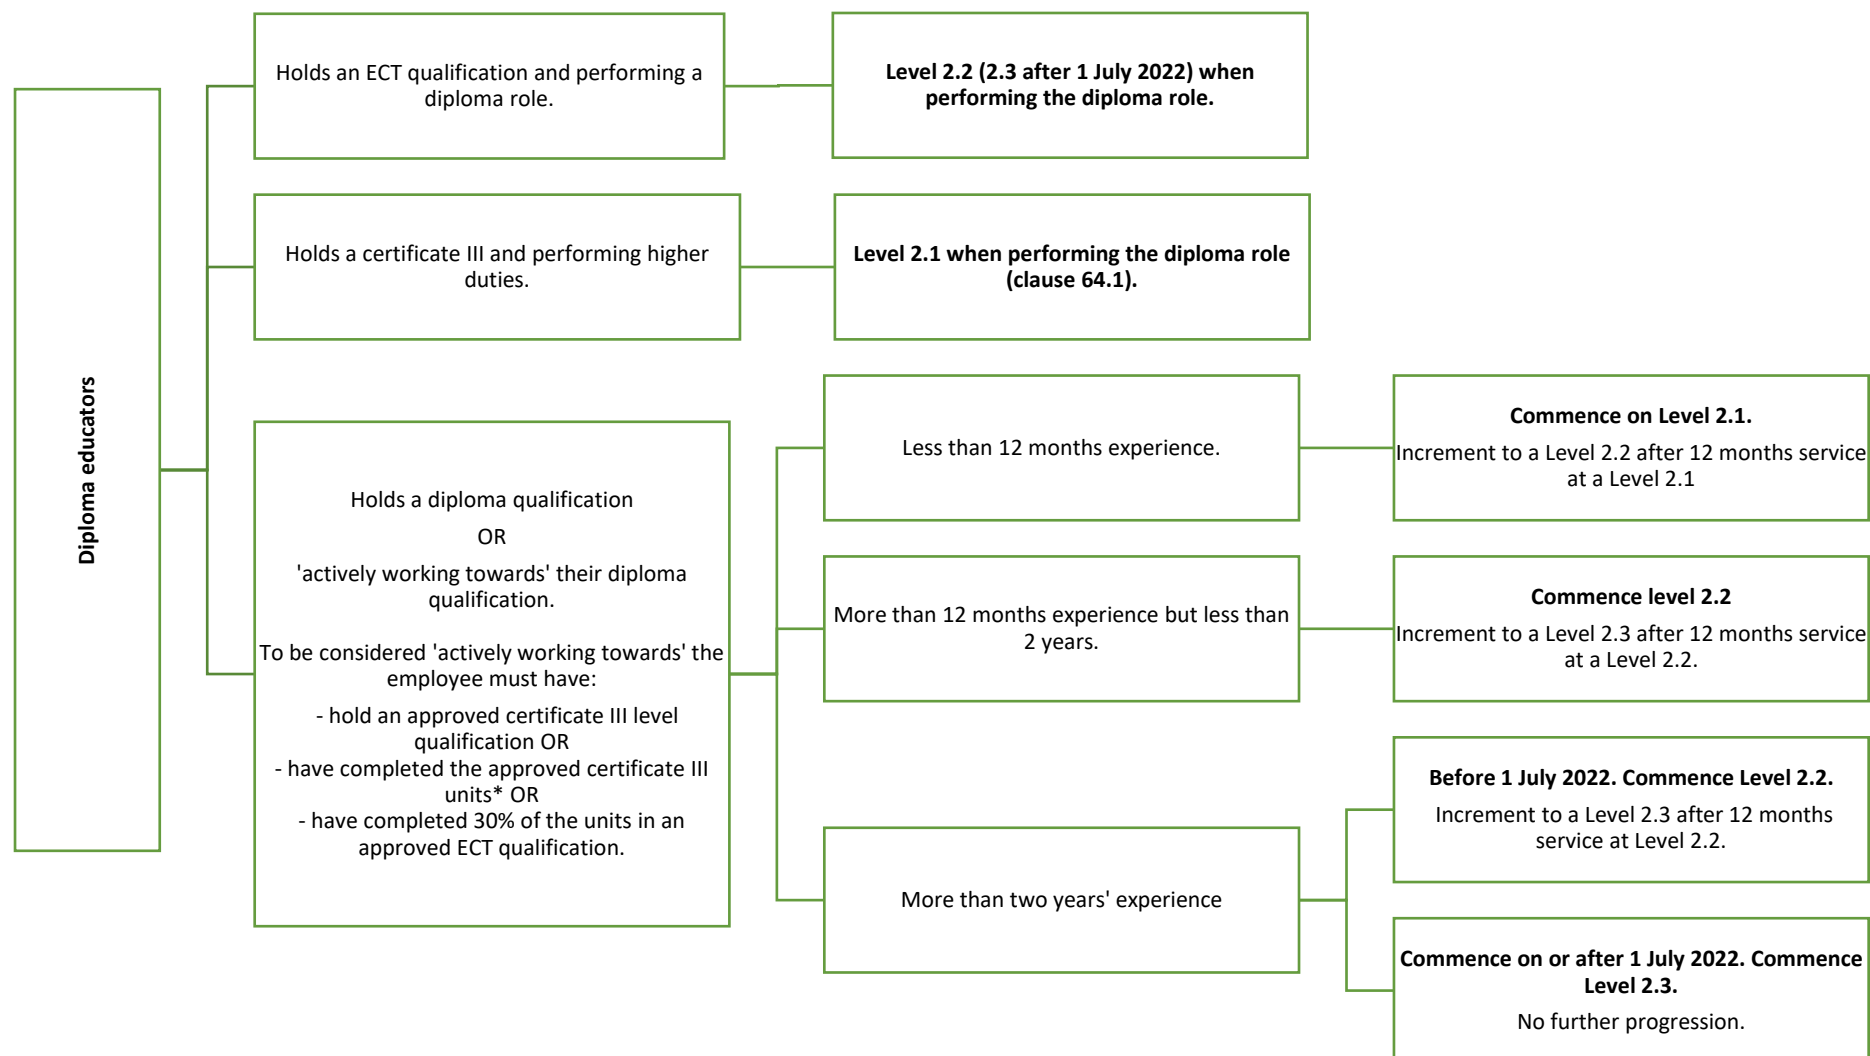 Diploma educators
Holds an ECT qualification and performing a
diploma role.
Level 2.2 (2.3 after 1 July 2022) when
performing the diploma role.
Holds a certificate III and performing higher
duties.
Level 2.1 when performing the diploma role
(clause 64.1).
Holds a diploma qualification
OR
'actively working towards' their diploma
qualification.
To be considered 'actively working towards' the
employee must have:
- hold an approved certificate III level
qualification OR
- have completed the approved certificate III
units* OR
- have completed 30% of the units in an
approved ECT qualification.
Less than 12 months experience.
Commence on Level 2.1.
Increment to a Level 2.2 after 12 months service
at a Level 2.1
More than 12 months experience but less than
2 years.
Commence level 2.2
Increment to a Level 2.3 after 12 months service
at a Level 2.2.
More than two years' experience
Before 1 July 2022. Commence Level 2.2.
Increment to a Level 2.3 after 12 months
service at Level 2.2.
Commence on or after 1 July 2022. Commence
Level 2.3.
No further progression.